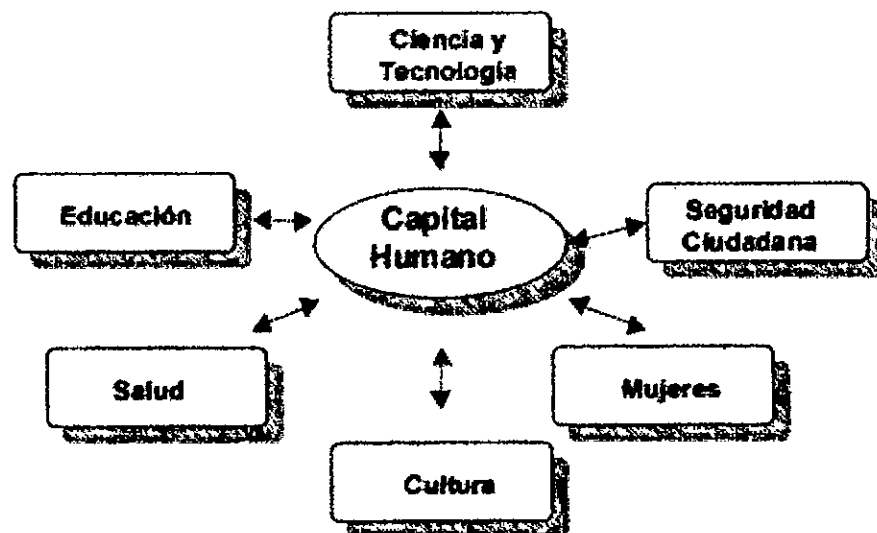 Ciencia y
Tecnología
Educación
Capital
Humano
Seguridad
Ciudadana
Salud
Mujeres
Cultura